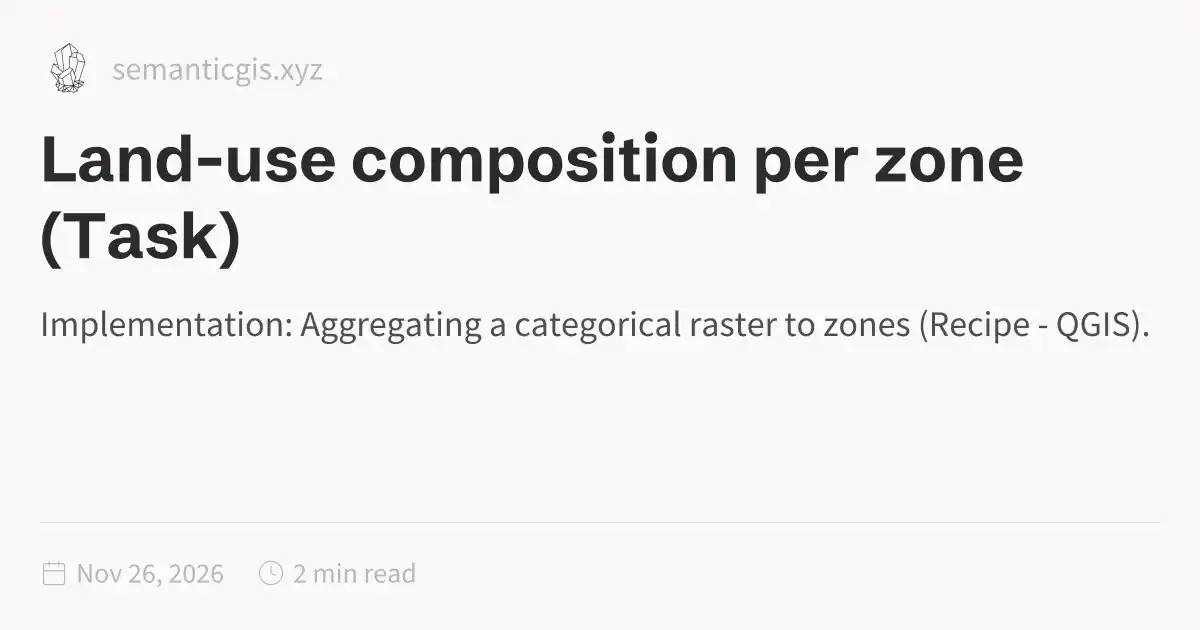 semanticgis.xyz
Land-use composition per zone
(Task)
Implementation: Aggregating a categorical raster to zones (Recipe - QGIS).
Nov 26, 2026 2 min read